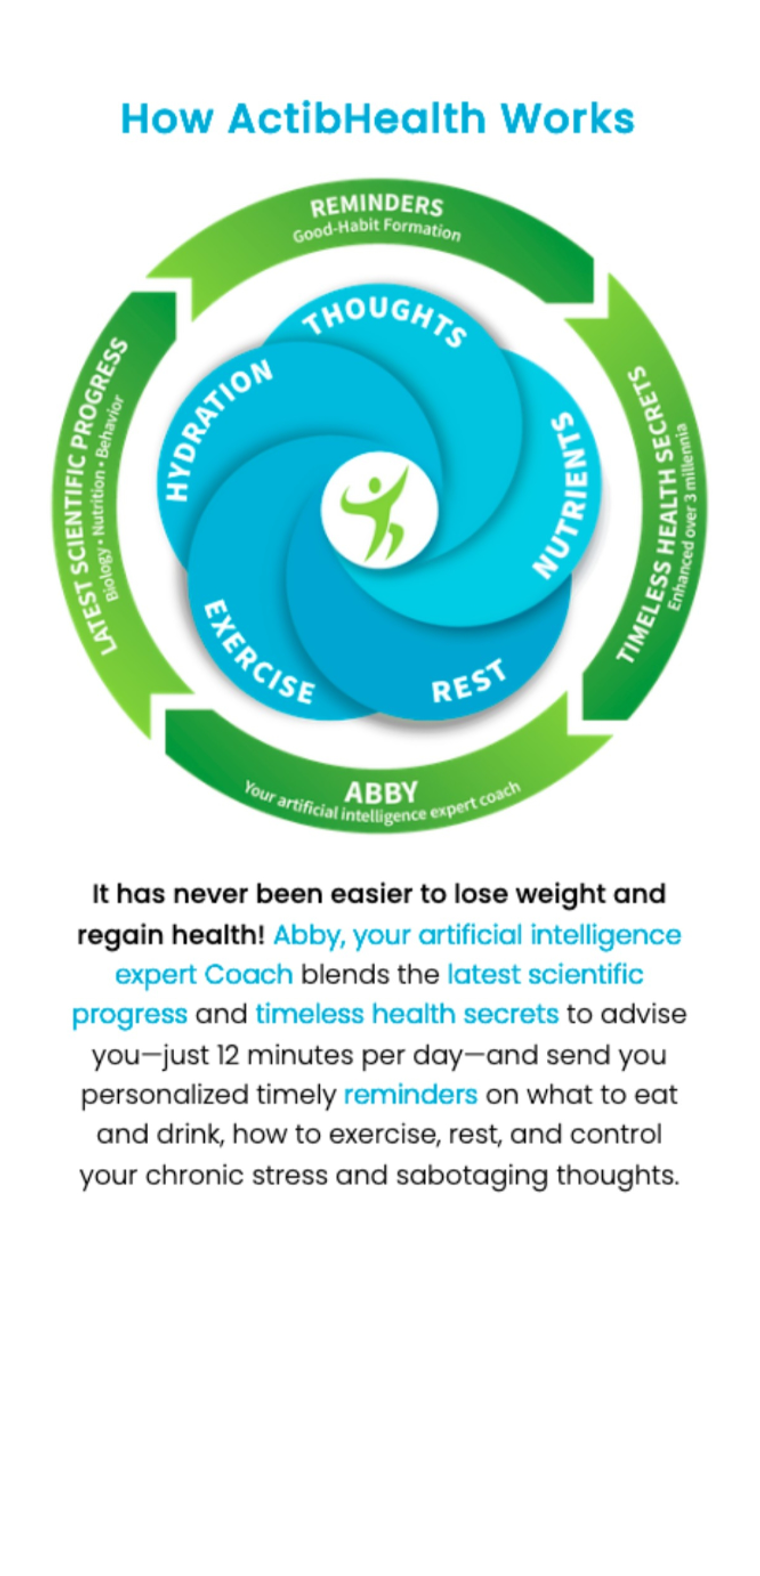 How ActibHealth Works
REMINDERS
Good-Habit Formation
THOUGHTS
HYDRATION
NUTRIENTS
EXERCISE
REST
LATEST SCIENTIFIC PROGRESS
Biology • Nutrition • Behavior
TIMELESS HEALTH SECRETS
Enhanced over 3 millennia
ABBY
Your artificial intelligence expert coach
It has never been easier to lose weight and
regain health! Abby, your artificial intelligence
expert Coach blends the latest scientific
progress and timeless health secrets to advise
you—just 12 minutes per day—and send you
personalized timely reminders on what to eat
and drink, how to exercise, rest, and control
your chronic stress and sabotaging thoughts.